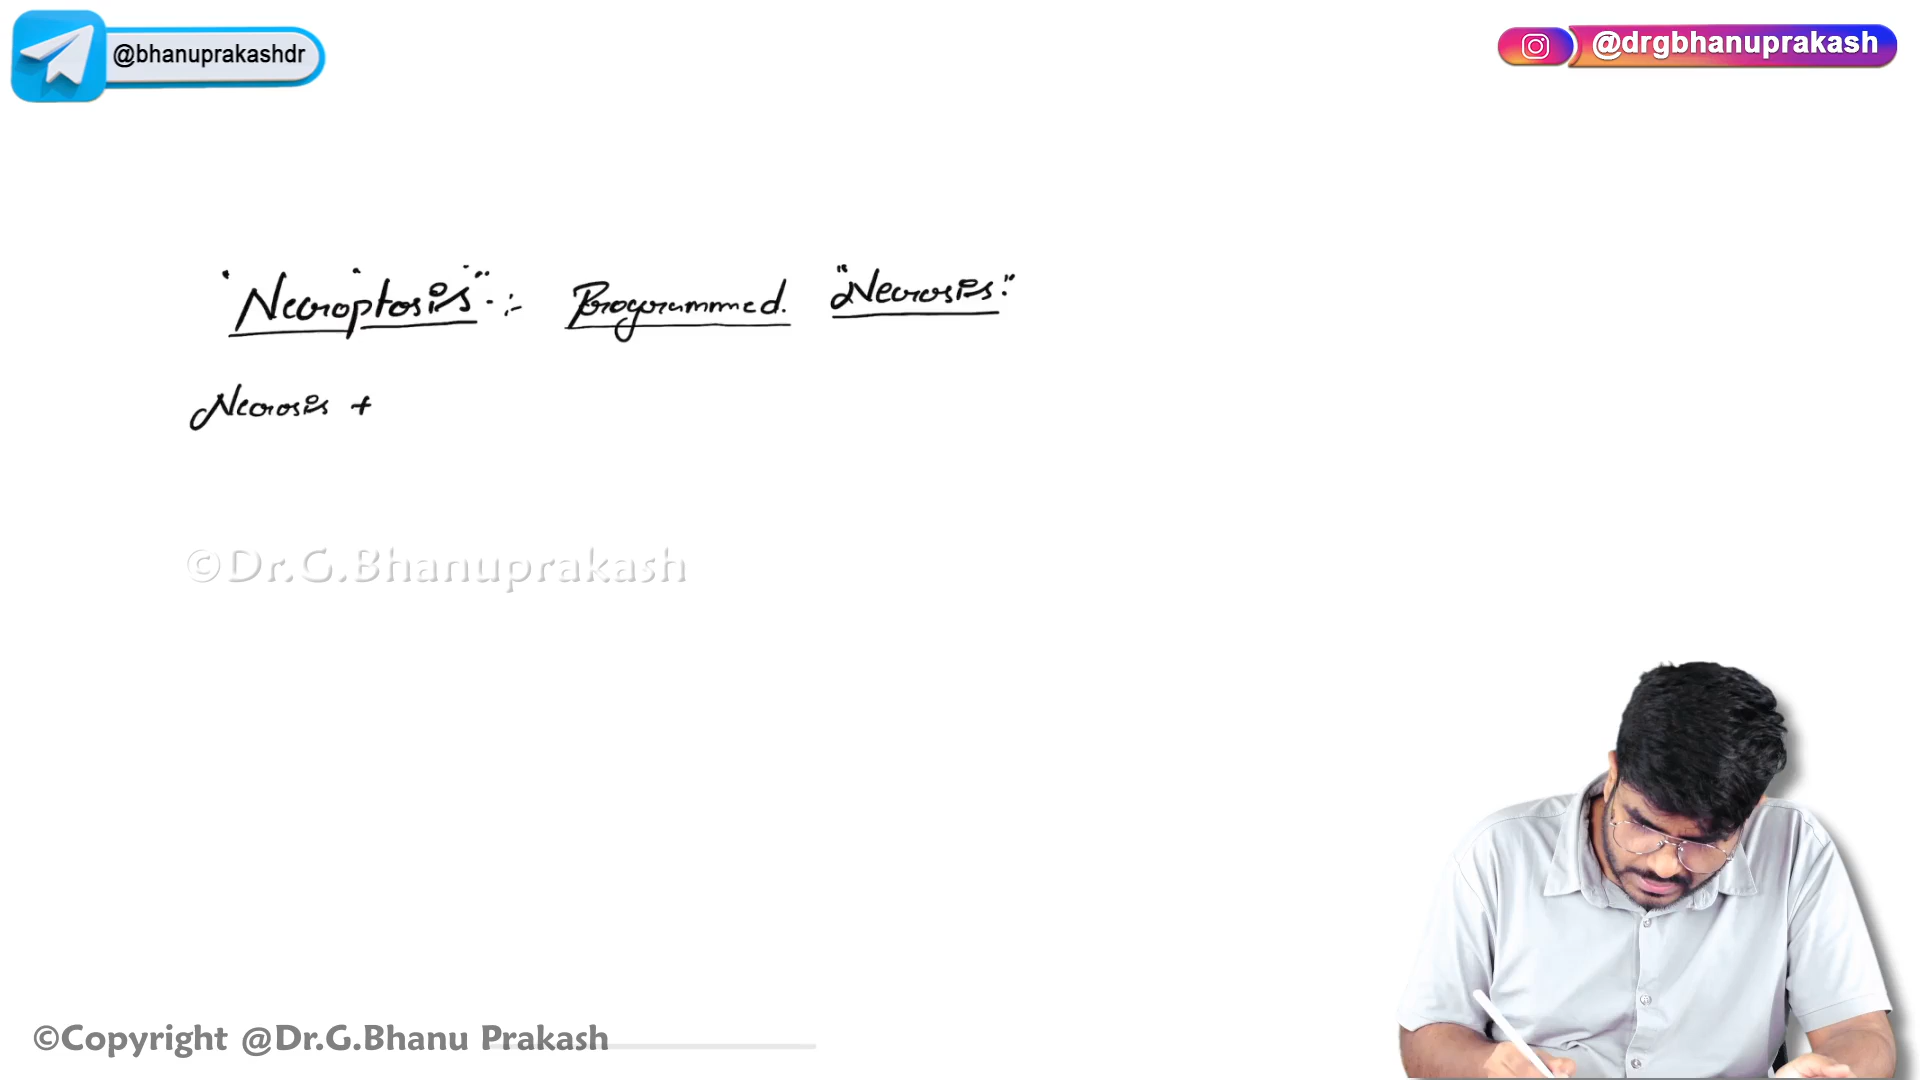 @bhanuprakashdr
@drgbhanuprakash
"Necroptosis" :- Programmed. "Necrosis."
Necrosis +
©Dr.G.Bhanuprakash
©Copyright @Dr.G.Bhanu Prakash